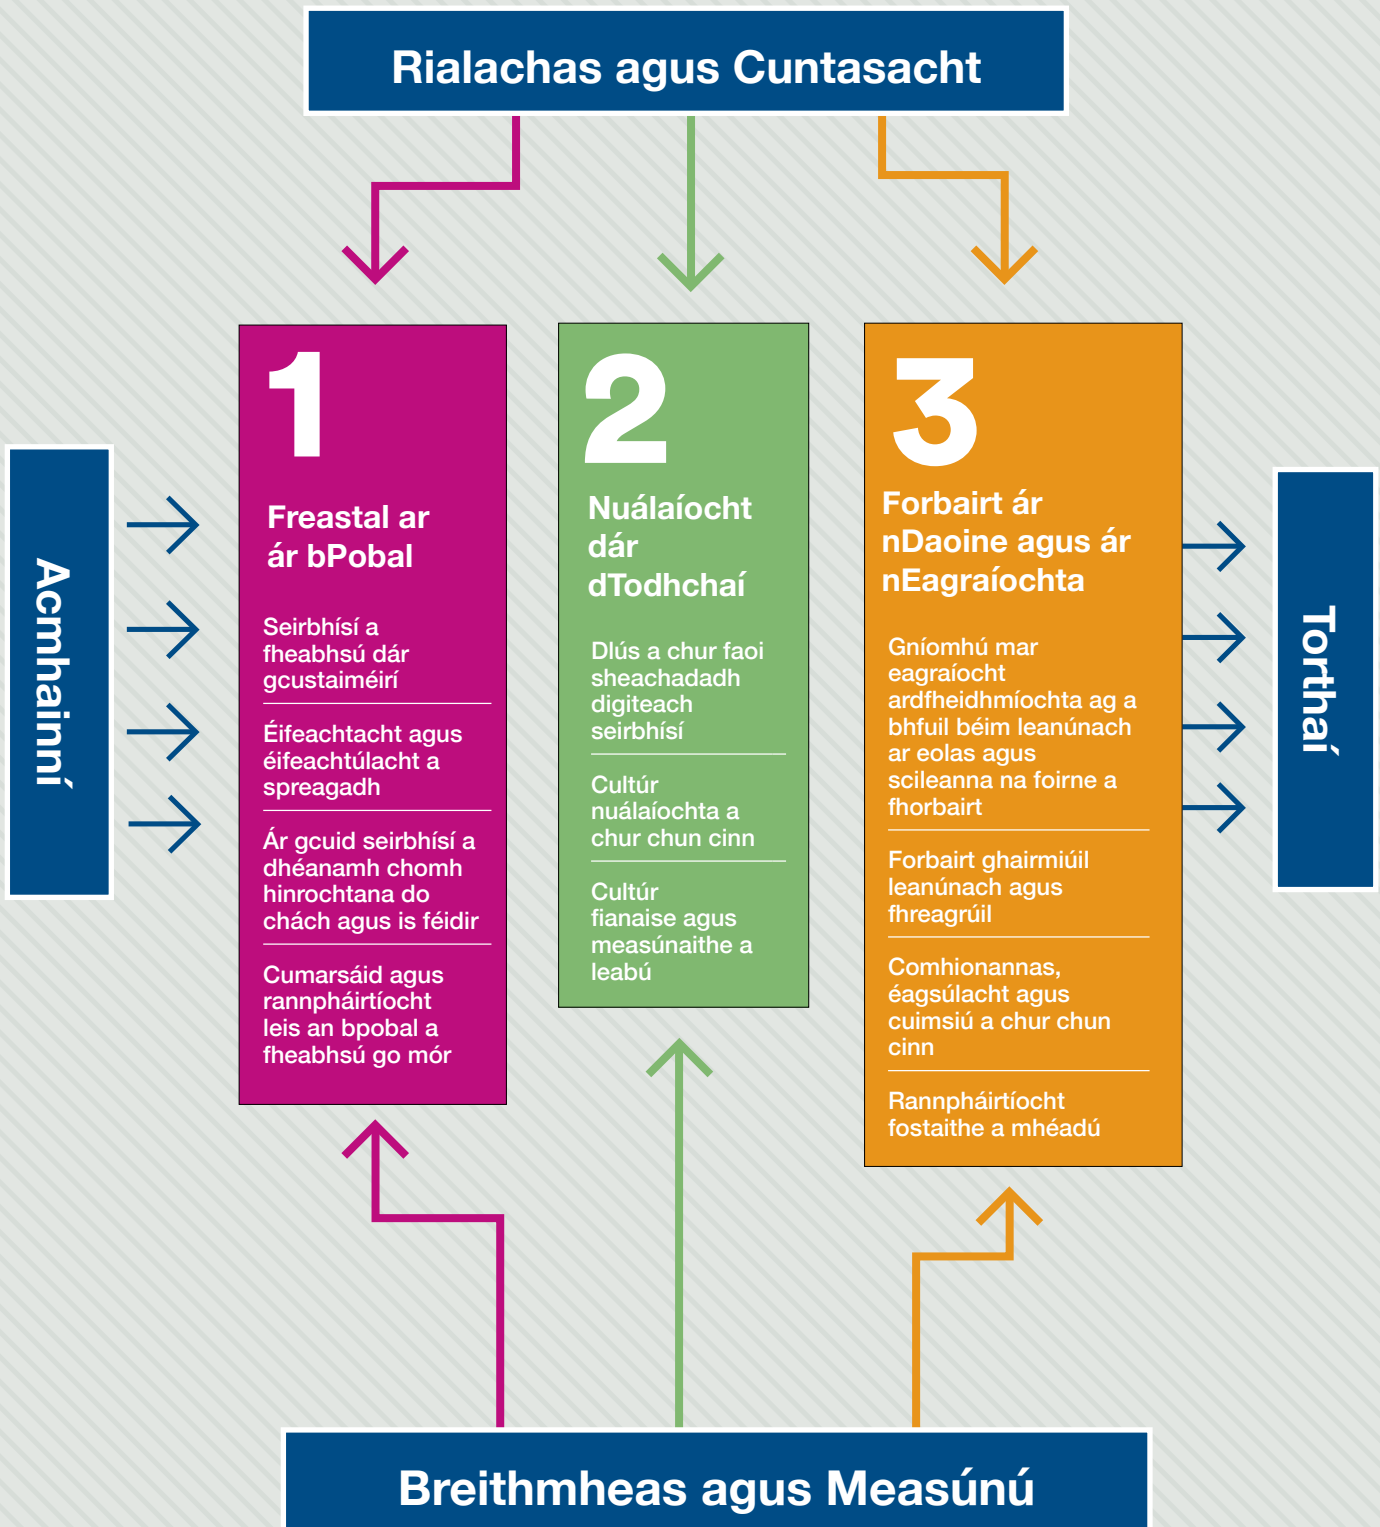 Rialachas agus Cuntasacht
Acmhainní
1
Freastal ar
ár bPobal
Seirbhísí a
fheabhsú dár
gcustaiméirí
Éifeachtacht agus
éifeachtúlacht a
spreagadh
Ár gcuid seirbhísí a
dhéanamh chomh
hinrochtana do
chách agus is féidir
Cumarsáid agus
rannpháirtíocht
leis an bpobal a
fheabhsú go mór
2
Nuálaíocht
dár
dTodhchaí
Dlús a chur faoi
sheachadadh
digiteach
seirbhísí
Cultúr
nuálaíochta a
chur chun cinn
Cultúr
fianaise agus
measúnaithe a
leabú
3
Forbairt ár
nDaoine agus ár
nEagraíochta
Gníomhú mar
eagraíocht
ardfheidhmíochta ag a
bhfuil béim leanúnach
ar eolas agus
scileanna na foirne a
fhorbairt
Forbairt ghairmiúil
leanúnach agus
fhreagrúil
Comhionannas,
éagsúlacht agus
cuimsiú a chur chun
cinn
Rannpháirtíocht
fostaithe a mhéadú
Torthaí
Breithmheas agus Measúnú